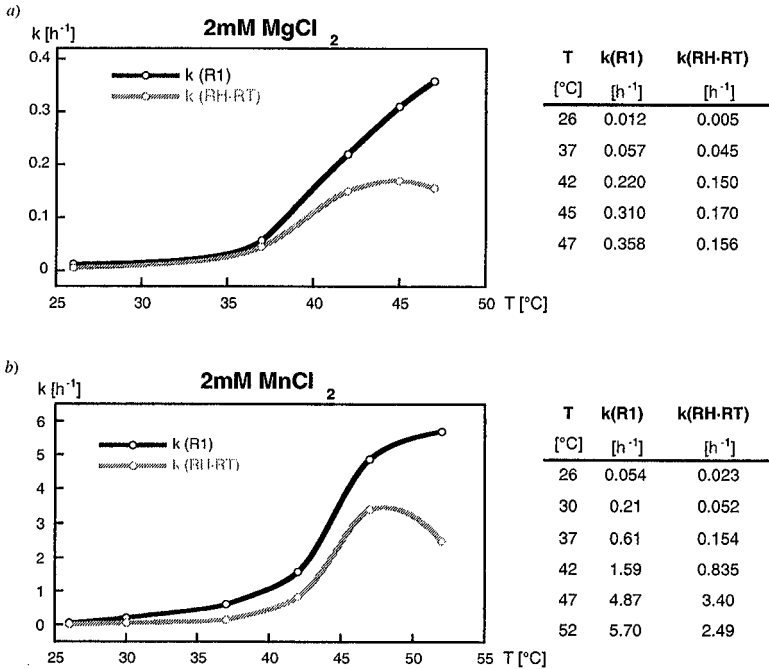 a)
2mM MgCl2
k [h-1]
0.4
0.3
0.2
0.1
0
k (R1)
k (RH·RT)
25 30 35 40 45 50
T [°C]
T k(R1) k(RH·RT)
[°C] [h-1] [h-1]
26 0.012 0.005
37 0.057 0.045
42 0.220 0.150
45 0.310 0.170
47 0.358 0.156
b)
2mM MnCl2
k [h-1]
6
5
4
3
2
1
0
k (R1)
k (RH·RT)
25 30 35 40 45 50 55
T [°C]
T k(R1) k(RH·RT)
[°C] [h-1] [h-1]
26 0.054 0.023
30 0.21 0.052
37 0.61 0.154
42 1.59 0.835
47 4.87 3.40
52 5.70 2.49